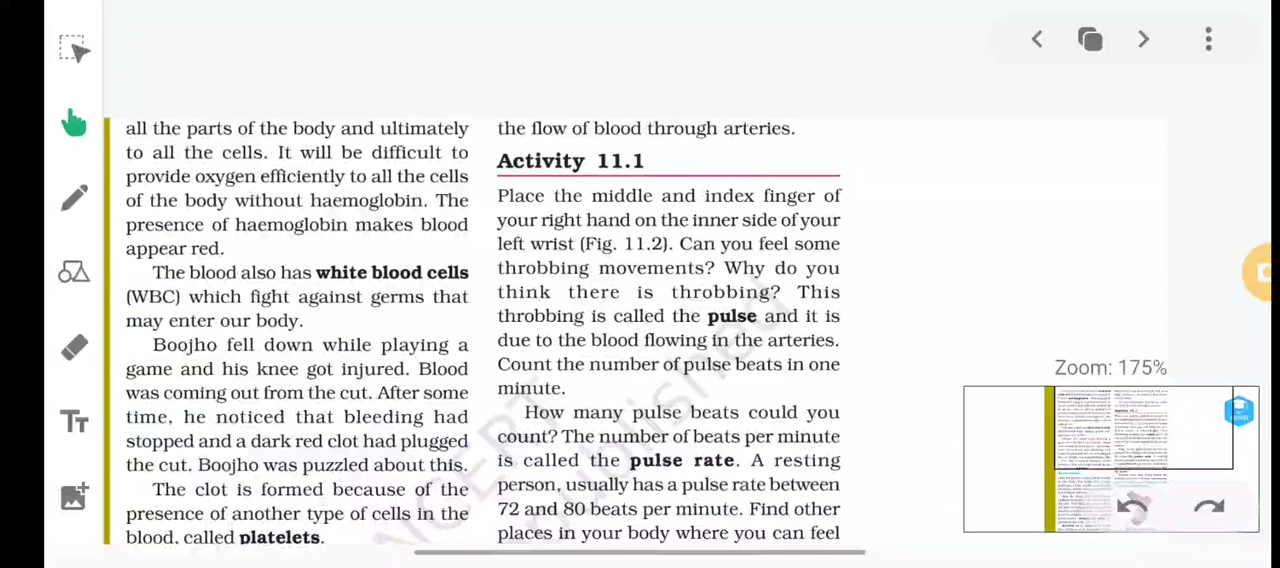 all the parts of the body and ultimately
to all the cells. It will be difficult to
provide oxygen efficiently to all the cells
of the body without haemoglobin. The
presence of haemoglobin makes blood
appear red.
The blood also has white blood cells
(WBC) which fight against germs that
may enter our body.
Boojho fell down while playing a
game and his knee got injured. Blood
was coming out from the cut. After some
time, he noticed that bleeding had
stopped and a dark red clot had plugged
the cut. Boojho was puzzled about this.
The clot is formed because of the
presence of another type of cells in the
blood, called platelets.
the flow of blood through arteries.
Activity 11.1
Place the middle and index finger of
your right hand on the inner side of your
left wrist (Fig. 11.2). Can you feel some
throbbing movements? Why do you
think there is throbbing? This
throbbing is called the pulse and it is
due to the blood flowing in the arteries.
Count the number of pulse beats in one
minute.
How many pulse beats could you
count? The number of beats per minute
is called the pulse rate. A resting
person, usually has a pulse rate between
72 and 80 beats per minute. Find other
places in your body where you can feel
Zoom: 175%
Tт